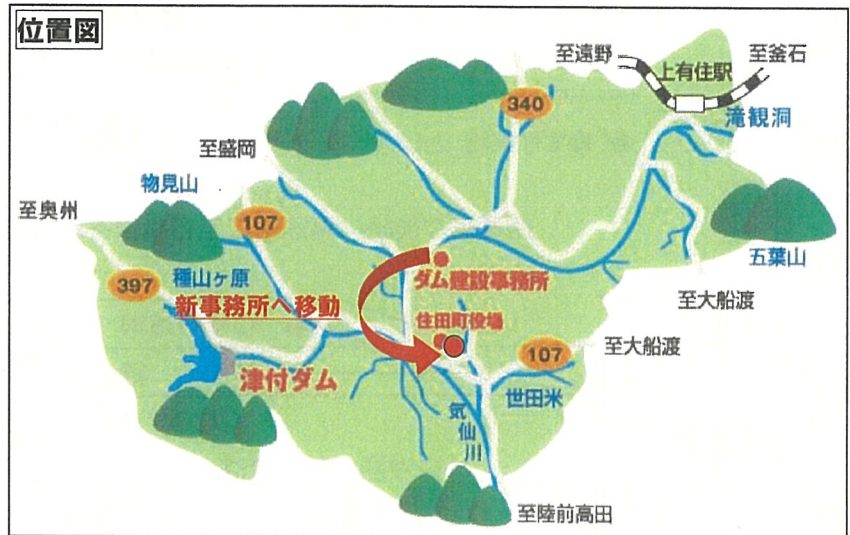 位置図
至遠野
上有住駅
至釜石
340
滝観洞
至盛岡
物見山
至奥州
107
五葉山
397
種山ヶ原
ダム建設事務所
新事務所へ移動
至大船渡
住田町役場
107
至大船渡
津付ダム
世田米
気仙川
至陸前高田